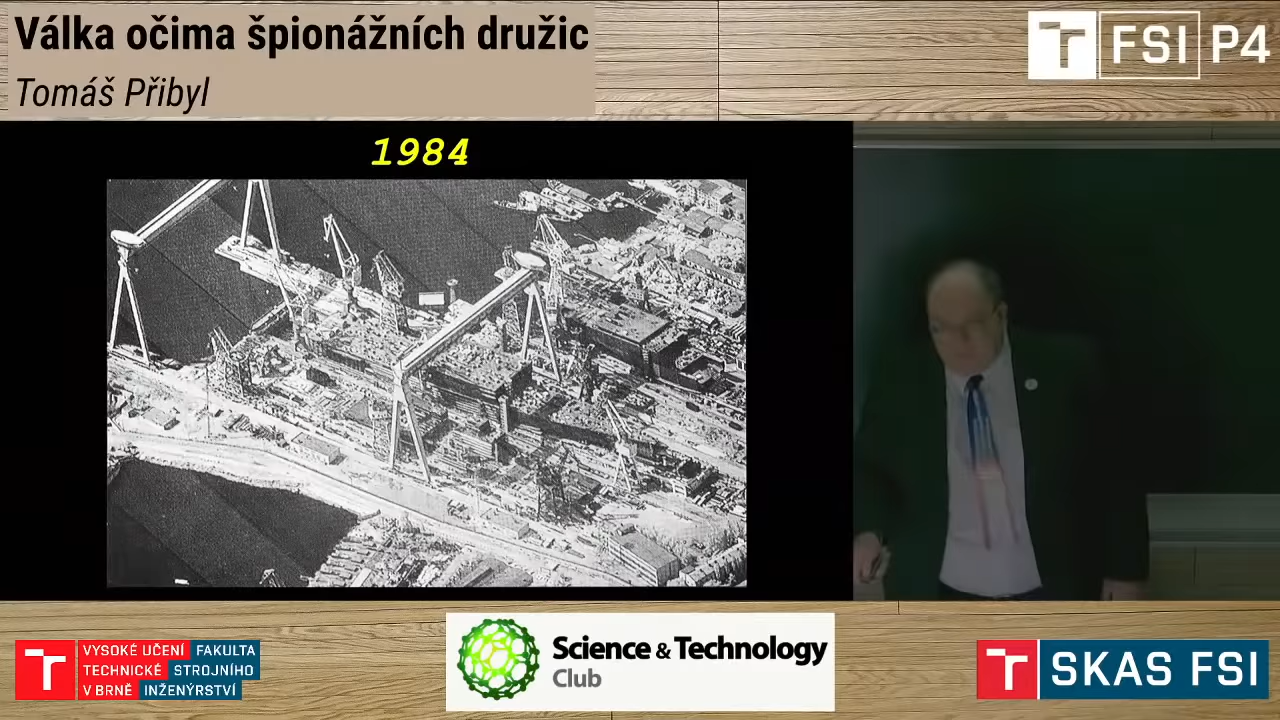 Válka očima špionážních družic
Tomáš Přibyl
FSI P4
1984
VYSOKÉ UČENÍ FAKULTA
TECHNICKÉ STROJNÍHO
V BRNĚ INŽENÝRSTVÍ
Science & Technology
Club
SKAS FSI